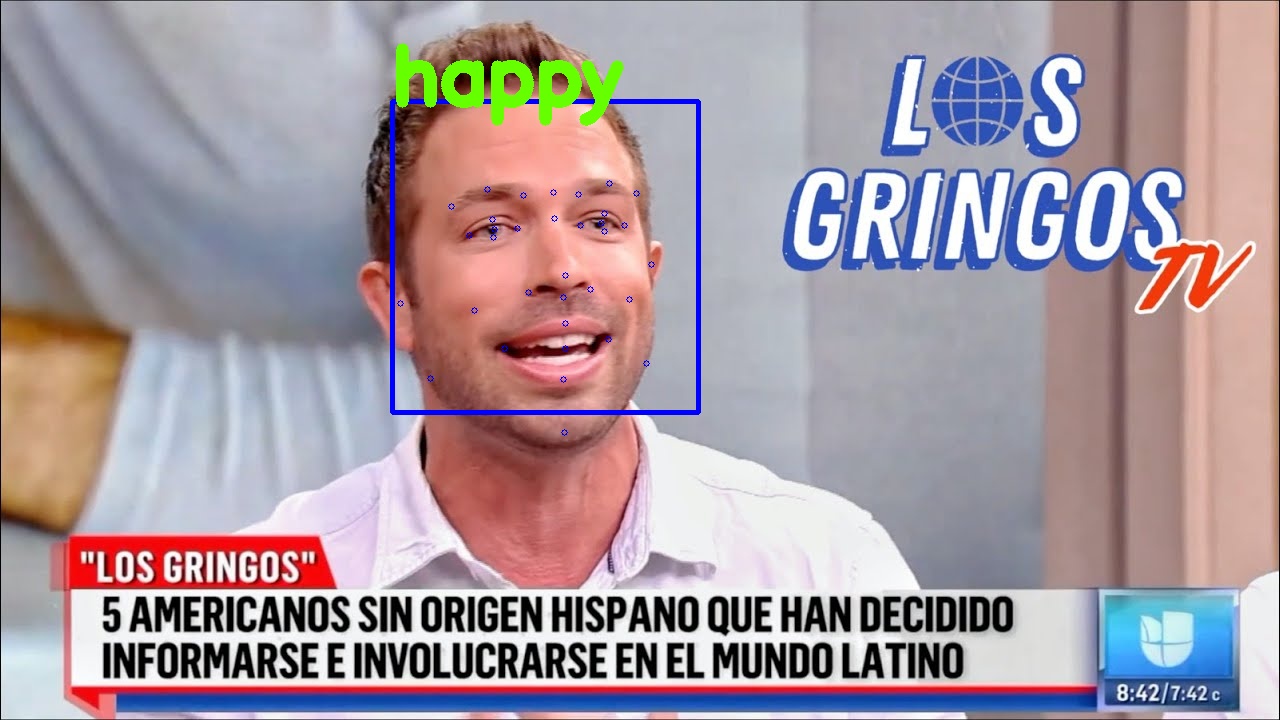 happy
LOS
GRINGOS
TV
"LOS GRINGOS"
5 AMERICANOS SIN ORIGEN HISPANO QUE HAN DECIDIDO
INFORMARSE E INVOLUCRARSE EN EL MUNDO LATINO
8:42/7:42 c